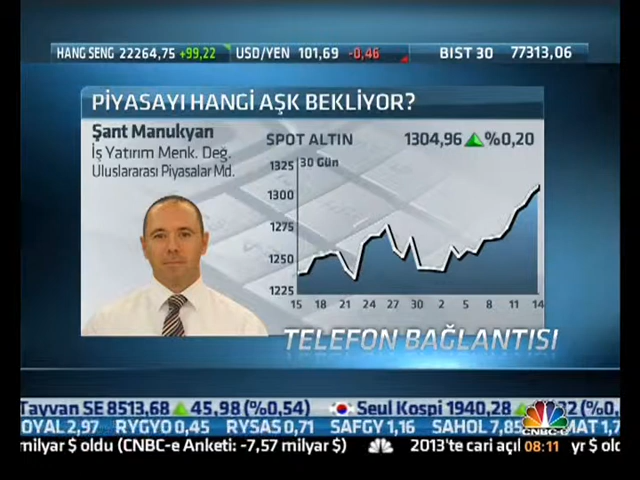 HANG SENG 22264,75 +99,22 USD/YEN 101,69 -0,46 BIST 30 77313,06
PİYASAYI HANGİ AŞK BEKLİYOR?
Şant Manukyan
İş Yatırım Menk. Değ.
Uluslararası Piyasalar Md.
SPOT ALTIN 1304,96 %0,20
30 Gün
1325
1300
1275
1250
1225
15 18 21 24 27 30 2 5 8 11 14
TELEFON BAĞLANTISI
Tayvan SE 8513,68 45,98 (%0,54) Seul Kospi 1940,28
OYAL 2,97 RYGYO 0,45 RYSAS 0,71 SAFGY 1,16 SAHOL 7,85
CNBC-e
milyar $ oldu (CNBC-e Anketi: -7,57 milyar $) 2013'te cari açıl 08:11 yr $ old